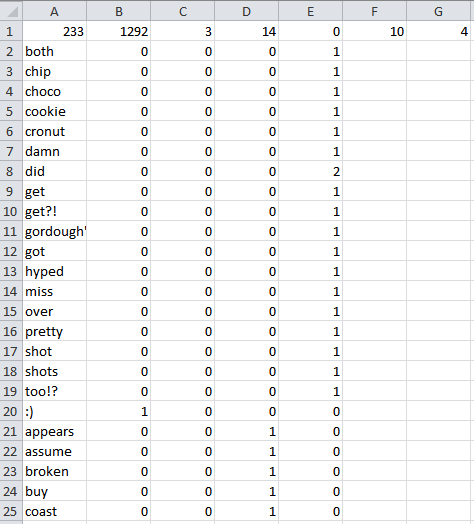 A B C D E F G
1 233 1292 3 14 0 10 4
2 both 0 0 0 1
3 chip 0 0 0 1
4 choco 0 0 0 1
5 cookie 0 0 0 1
6 cronut 0 0 0 1
7 damn 0 0 0 1
8 did 0 0 0 2
9 get 0 0 0 1
10 get?! 0 0 0 1
11 gordough' 0 0 0 1
12 got 0 0 0 1
13 hyped 0 0 0 1
14 miss 0 0 0 1
15 over 0 0 0 1
16 pretty 0 0 0 1
17 shot 0 0 0 1
18 shots 0 0 0 1
19 too!? 0 0 0 1
20 :) 1 0 0 0
21 appears 0 0 1 0
22 assume 0 0 1 0
23 broken 0 0 1 0
24 buy 0 0 1 0
25 coast 0 0 1 0